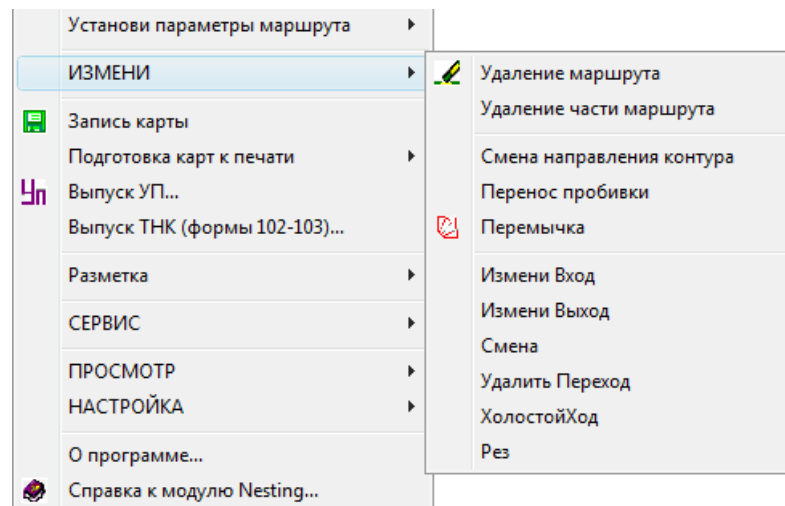 Установи параметры маршрута
ИЗМЕНИ
Запись карты
Подготовка карт к печати
Уп
Выпуск УП...
Выпуск ТНК (формы 102-103)...
Разметка
СЕРВИС
ПРОСМОТР
НАСТРОЙКА
О программе...
Справка к модулю Nesting...
Удаление маршрута
Удаление части маршрута
Смена направления контура
Перенос пробивки
Перемычка
Измени Вход
Измени Выход
Смена
Удалить Переход
ХолостойХод
Рез